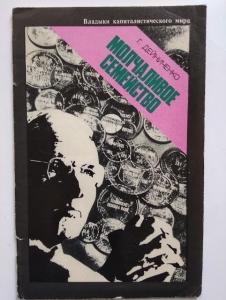 Владыки капиталистического мира
Г. ДЕЙНИЧЕНКО
МОЛЧАЛИВОЕ
СЕМЕЙСТВО